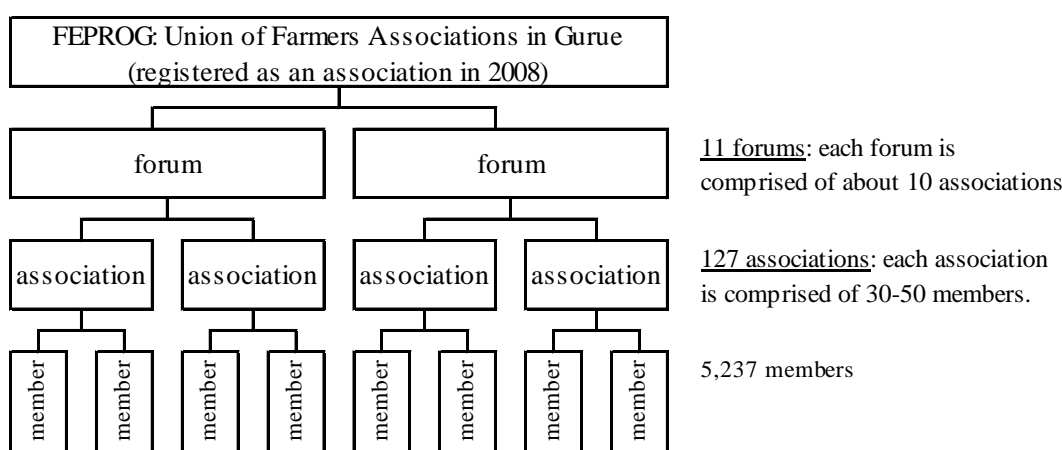 FEPROG: Union of Farmers Associations in Gurue
(registered as an association in 2008)
forum
forum
11 forums: each forum is
comprised of about 10 associations
association
association
association
association
127 associations: each association
is comprised of 30-50 members.
member
member
member
member
member
member
member
member
5,237 members